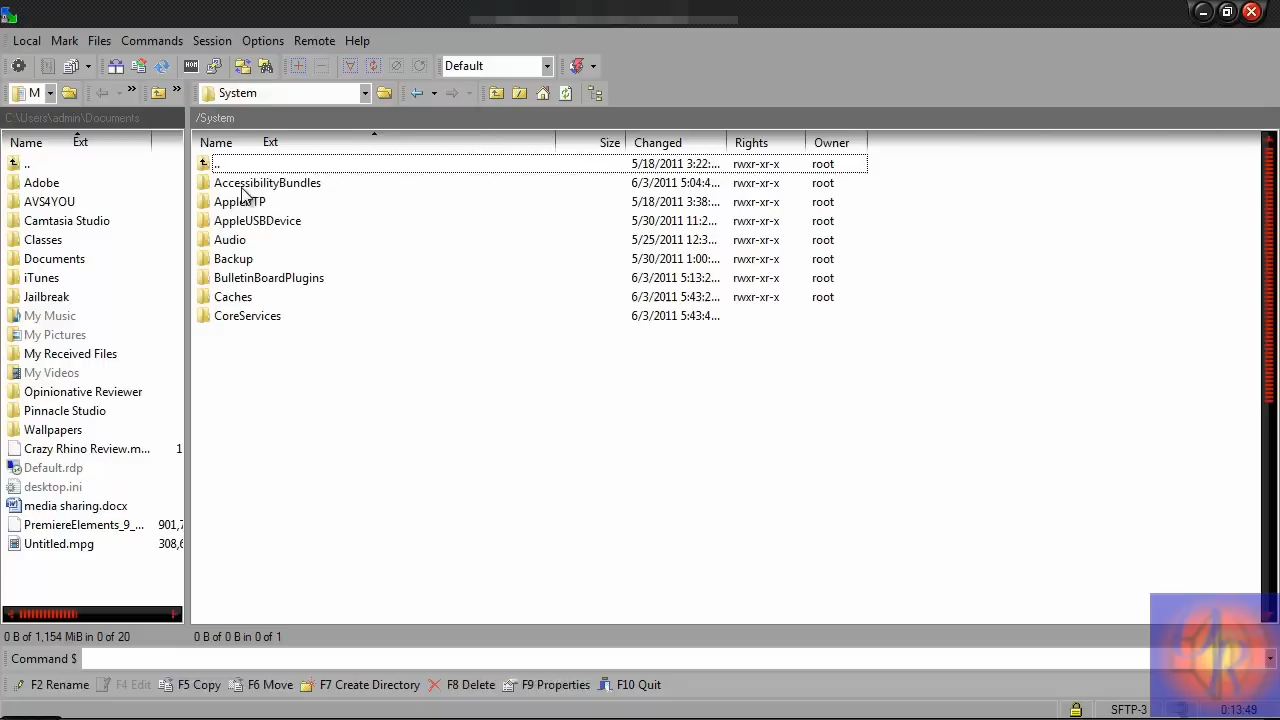 Local Mark Files Commands Session Options Remote Help
Default
M System
C:\Users\admin\Documents /System
Name Ext Name Ext Size Changed Rights Owner
.. .. 5/18/2011 3:22:... rwxr-xr-x root
Adobe AccessibilityBundles 6/3/2011 5:04:4... rwxr-xr-x root
AVS4YOU 5/18/2011 3:38:... rwxr-xr-x root
Camtasia Studio AppleUSBDevice 5/30/2011 11:2... rwxr-xr-x root
Classes Audio 5/25/2011 12:3... rwxr-xr-x root
Documents Backup 5/30/2011 1:00:... rwxr-xr-x root
iTunes BulletinBoardPlugins 6/3/2011 5:13:2... rwxr-xr-x root
Jailbreak Caches 6/3/2011 5:43:2... rwxr-xr-x root
My Music CoreServices 6/3/2011 5:43:4...
My Pictures
My Received Files
My Videos
Opinionative Reviewer
Pinnacle Studio
Wallpapers
Crazy Rhino Review.m... 1
Default.rdp
desktop.ini
media sharing.docx
PremiereElements_9_... 901,7
Untitled.mpg 308,6
0 B of 1,154 MiB in 0 of 20 0 B of 0 B in 0 of 1
Command $
F2 Rename F4 Edit F5 Copy F6 Move F7 Create Directory F8 Delete F9 Properties F10 Quit
SFTP-3 0:13:49